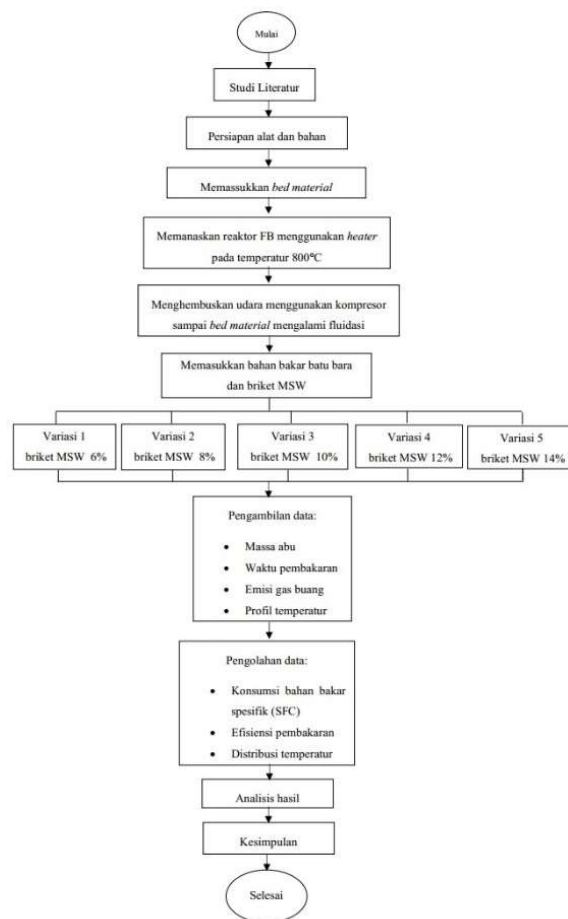 Mulai
Studi Literatur
Persiapan alat dan bahan
Memassukkan bed material
Memanaskan reaktor FB menggunakan heater
pada temperatur 800°C
Menghembuskan udara menggunakan kompresor
sampai bed material mengalami fluidasi
Memasukkan bahan bakar batu bara
dan briket MSW
Variasi 1
briket MSW 6%
Variasi 2
briket MSW 8%
Variasi 3
briket MSW 10%
Variasi 4
briket MSW 12%
Variasi 5
briket MSW 14%
Pengambilan data:
• Massa abu
• Waktu pembakaran
• Emisi gas buang
• Profil temperatur
Pengolahan data:
• Konsumsi bahan bakar
spesifik (SFC)
• Efisiensi pembakaran
• Distribusi temperatur
Analisis hasil
Kesimpulan
Selesai